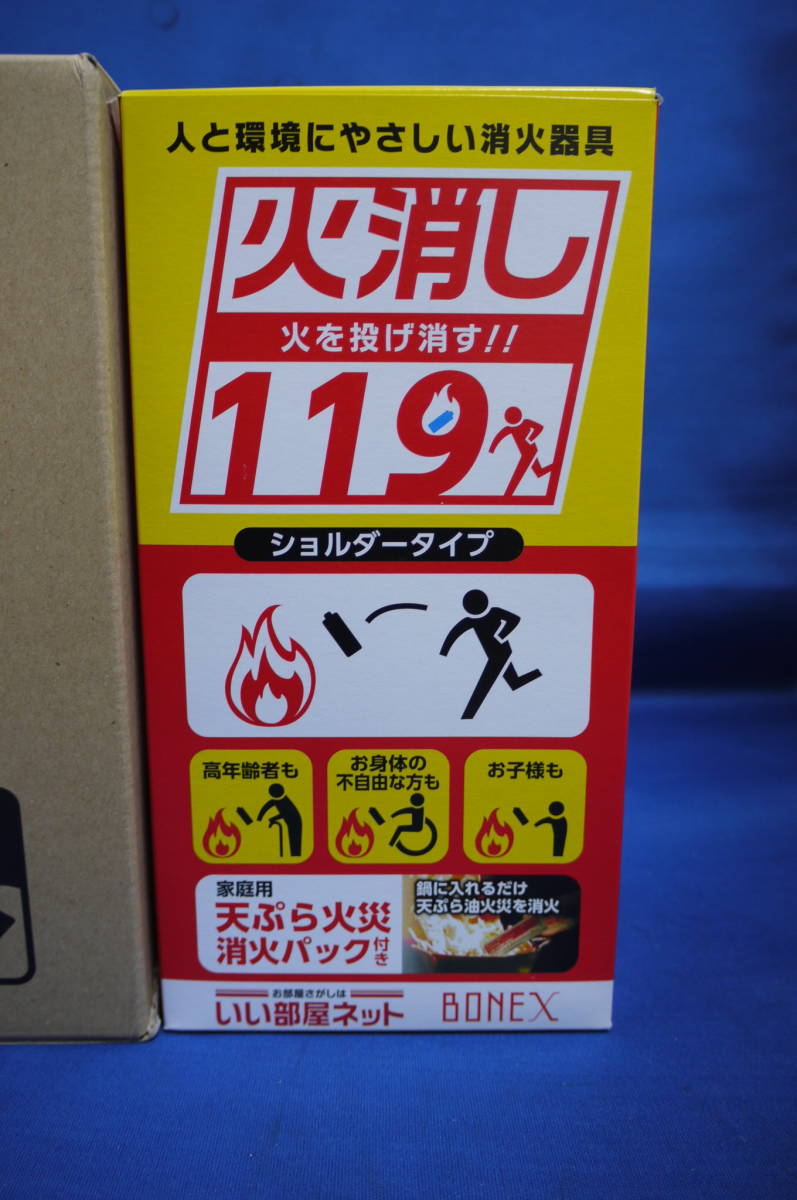 人と環境にやさしい消火器具
火消し
火を投げ消す!!
119
ショルダータイプ
高年齢者も
お身体の
不自由な方も
お子様も
家庭用
天ぷら火災
消火パック付き
鍋に入れるだけ
天ぷら油火災を消火
お部屋さがしは
いい部屋ネット
BONEX